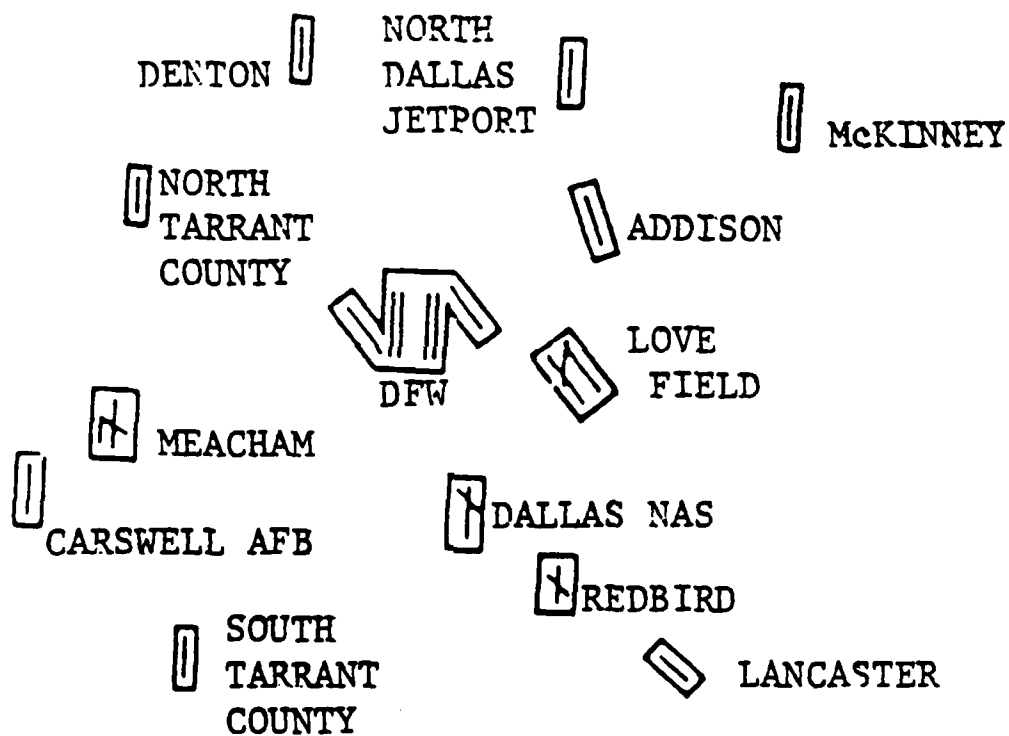 DENTON
NORTH
DALLAS
JETPORT
McKINNEY
NORTH
TARRANT
COUNTY
ADDISON
DFW
LOVE
FIELD
MEACHAM
CARSWELL AFB
DALLAS NAS
REDBIRD
SOUTH
TARRANT
COUNTY
LANCASTER